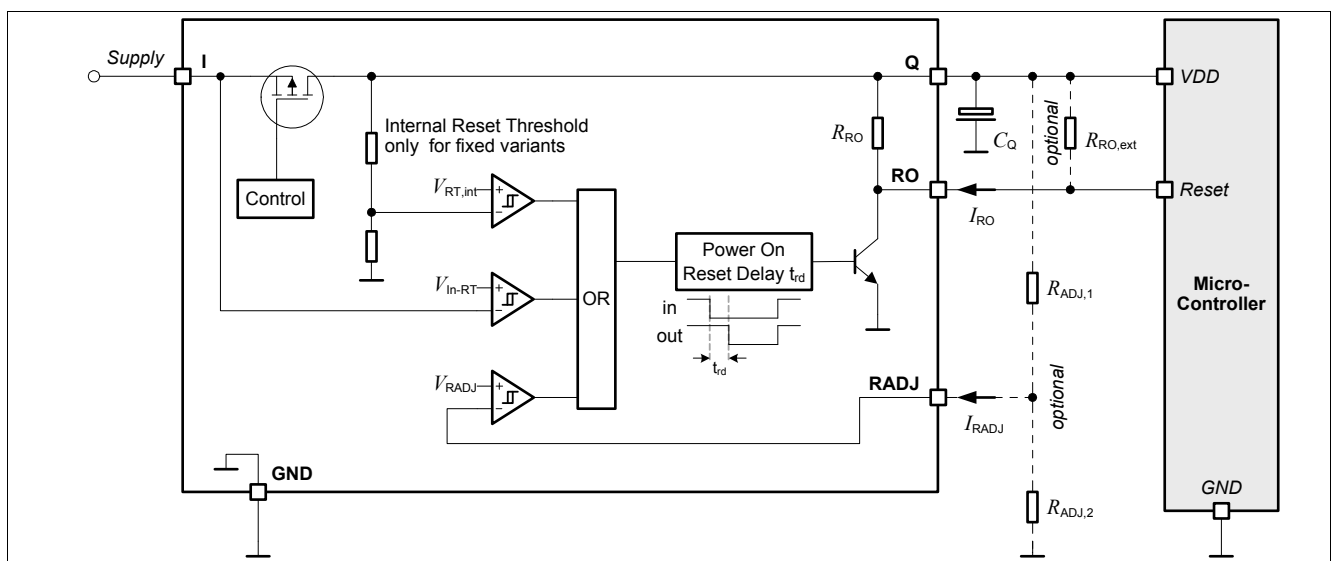 Supply
I
Q
VDD
Internal Reset Threshold
only for fixed variants
R_RO
C_Q
optional
R_RO,ext
Control
V_RT,int
+
−
RO
I_RO
Reset
Power On
Reset Delay t_rd
V_In-RT
+
−
OR
in
out
t_rd
R_ADJ,1
Micro-
Controller
V_RADJ
+
−
RADJ
I_RADJ
optional
GND
R_ADJ,2
GND